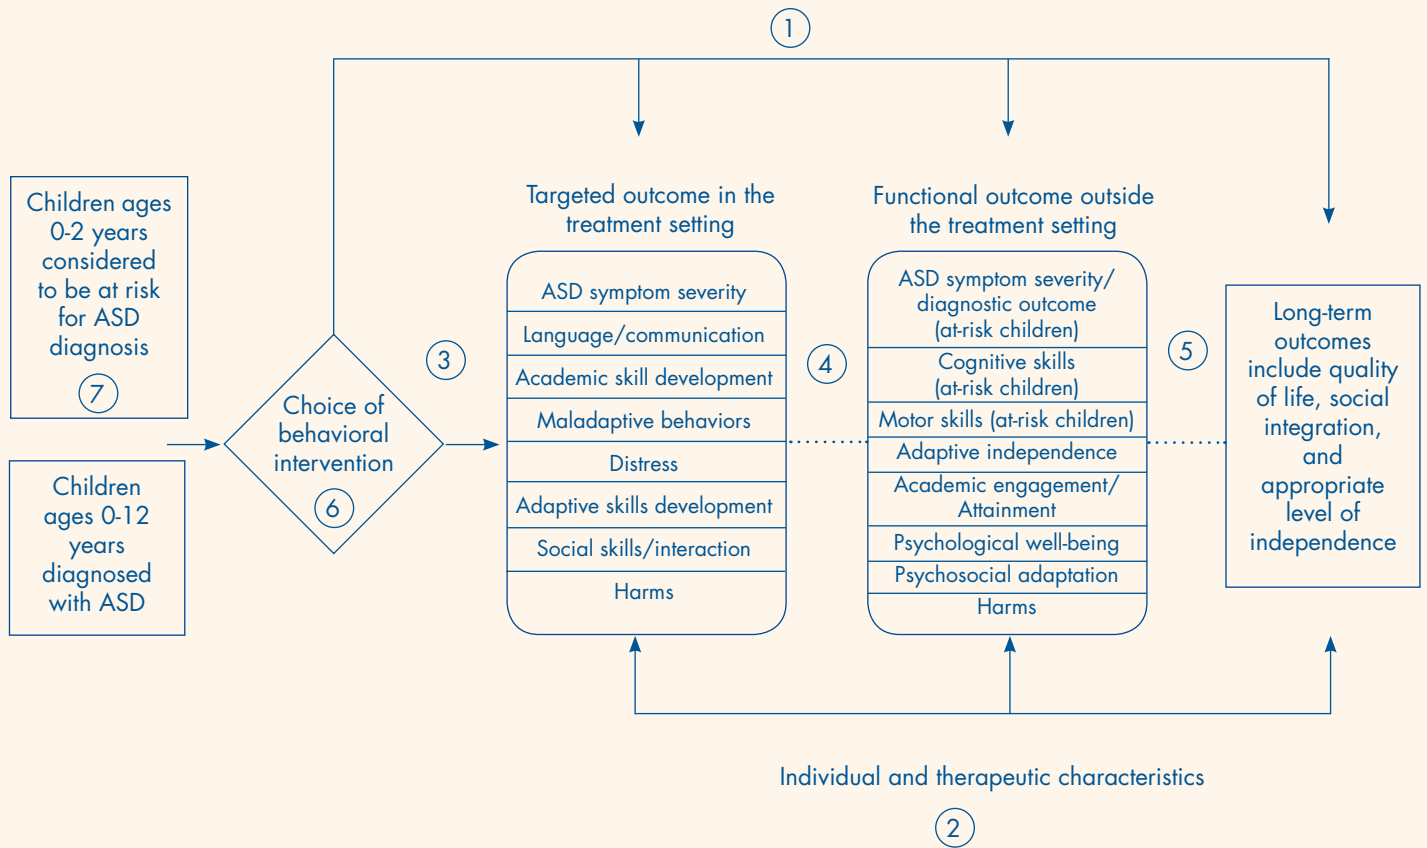 1
Children ages
0-2 years
considered
to be at risk
for ASD
diagnosis
7
Children
ages 0-12
years
diagnosed
with ASD
Choice of
behavioral
intervention
6
3
Targeted outcome in the
treatment setting
ASD symptom severity
Language/communication
Academic skill development
Maladaptive behaviors
Distress
Adaptive skills development
Social skills/interaction
Harms
4
Functional outcome outside
the treatment setting
ASD symptom severity/
diagnostic outcome
(at-risk children)
Cognitive skills
(at-risk children)
Motor skills (at-risk children)
Adaptive independence
Academic engagement/
Attainment
Psychological well-being
Psychosocial adaptation
Harms
5
Long-term
outcomes
include quality
of life, social
integration,
and
appropriate
level of
independence
Individual and therapeutic characteristics
2